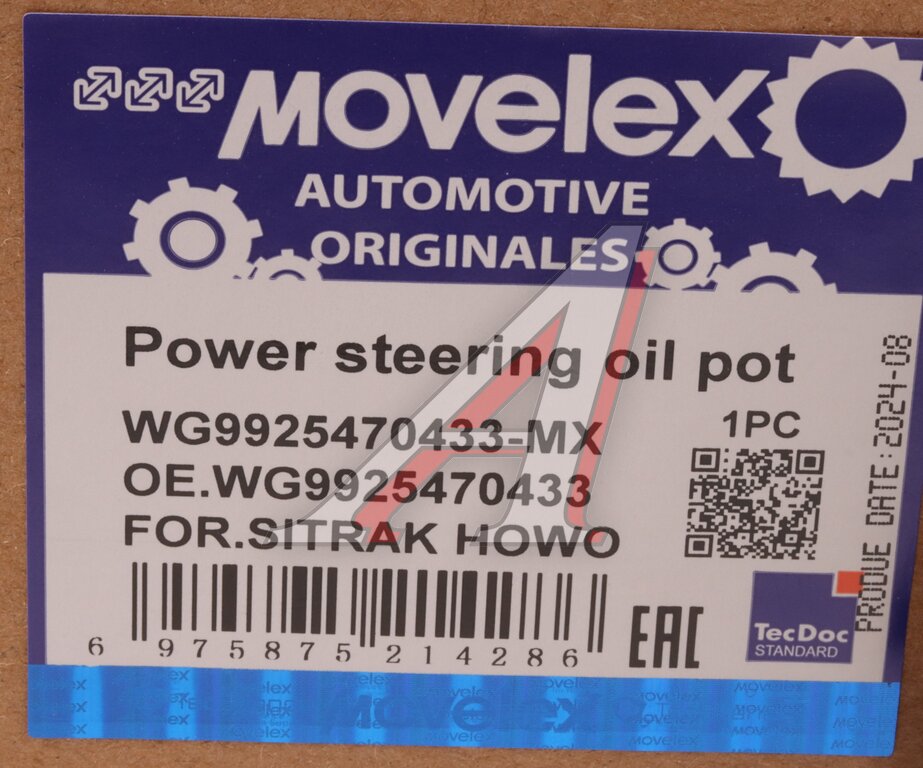 MOVELEX
AUTOMOTIVE
ORIGINALES
Power steering oil pot
WG9925470433-MX
1PC
OE.WG9925470433
FOR.SITRAK HOWO
PRODUE DATE:2024-08
6 975875 214286
EAC
TecDoc
STANDARD
Movelex